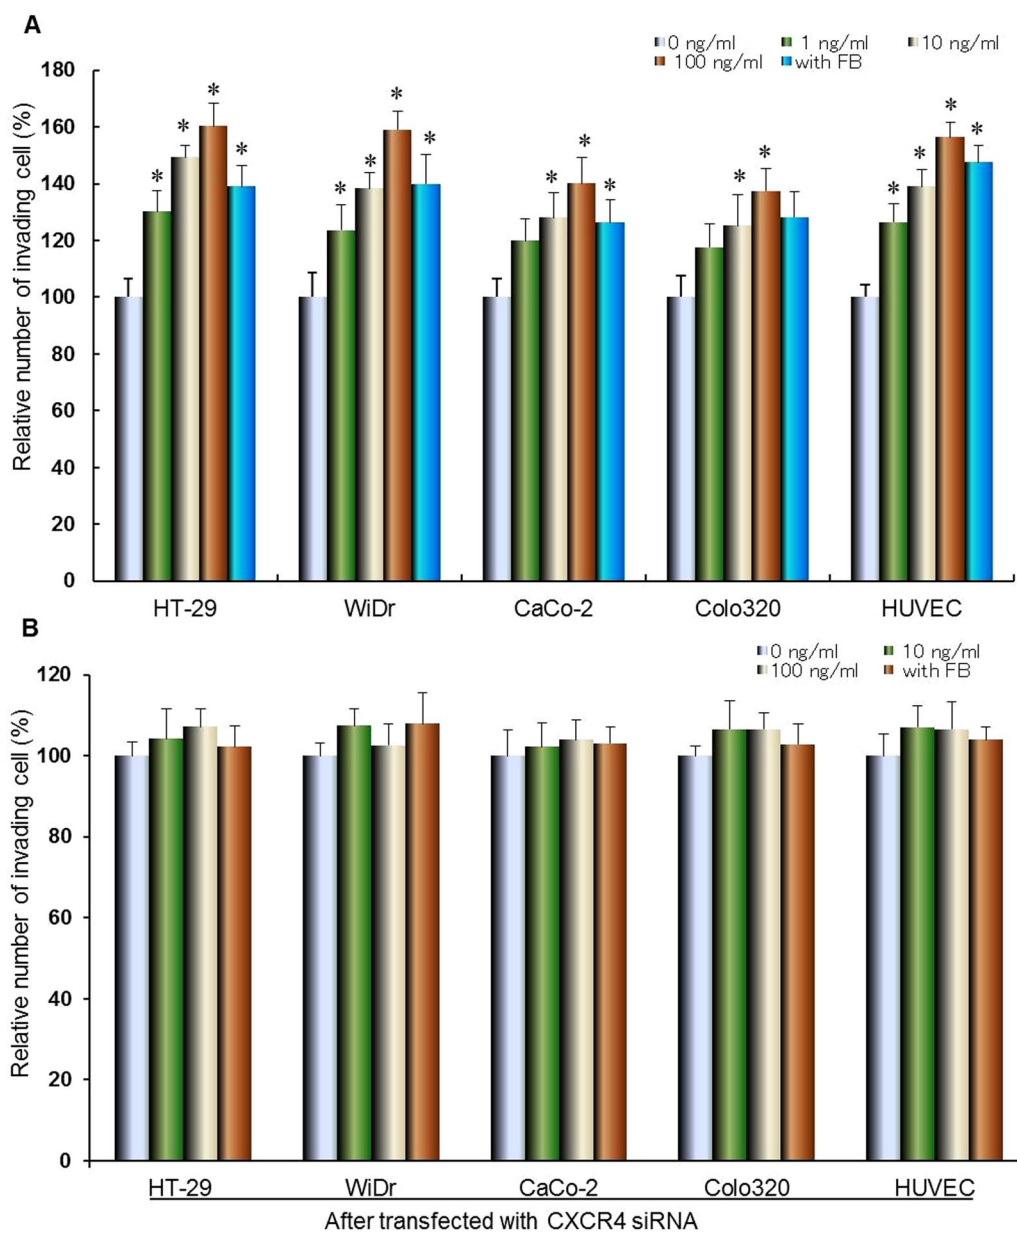 A
0 ng/ml 1 ng/ml 10 ng/ml
100 ng/ml with FB
Relative number of invading cell (%)
180
160
140
120
100
80
60
40
20
0
* * * *
* * * *
* * *
* *
* * * *
HT-29 WiDr CaCo-2 Colo320 HUVEC
B
0 ng/ml 10 ng/ml
100 ng/ml with FB
Relative number of invading cell (%)
120
100
80
60
40
20
0
HT-29 WiDr CaCo-2 Colo320 HUVEC
After transfected with CXCR4 siRNA